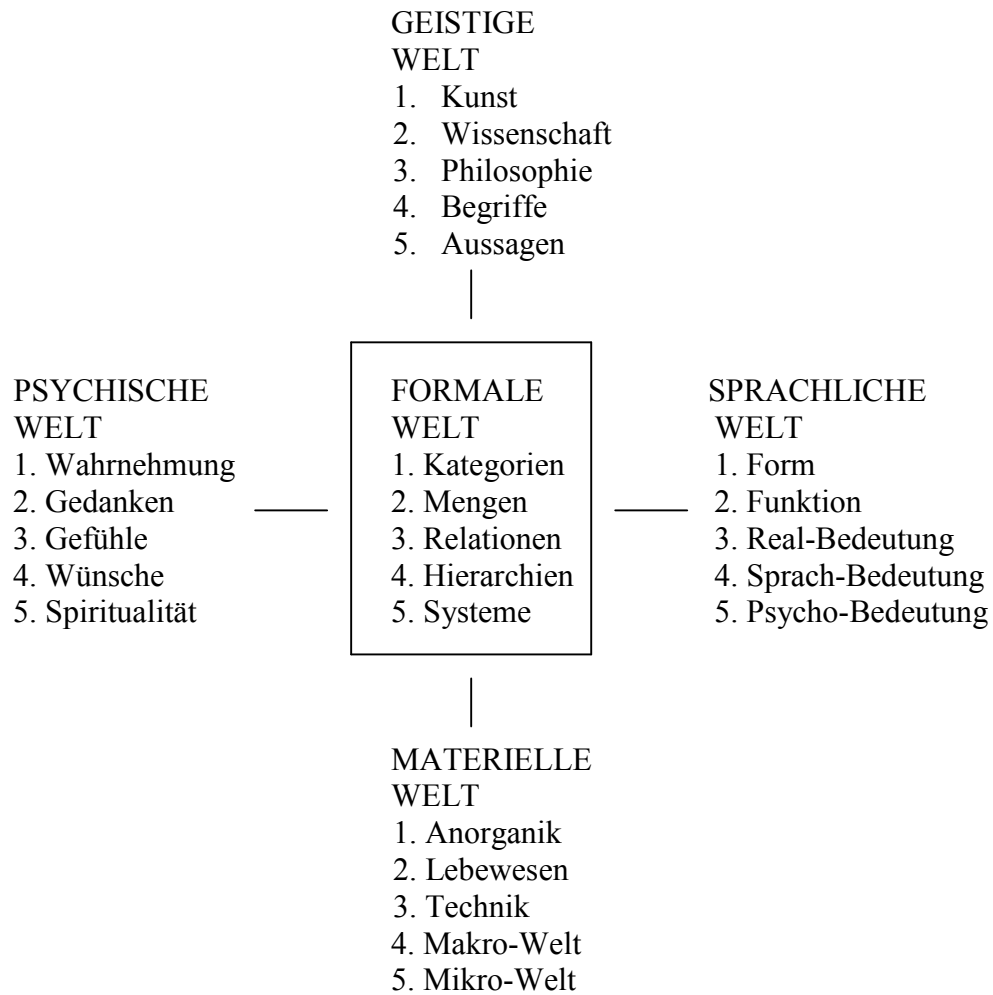 GEISTIGE
WELT
1. Kunst
2. Wissenschaft
3. Philosophie
4. Begriffe
5. Aussagen
PSYCHISCHE
WELT
1. Wahrnehmung
2. Gedanken
3. Gefühle
4. Wünsche
5. Spiritualität
FORMALE
WELT
1. Kategorien
2. Mengen
3. Relationen
4. Hierarchien
5. Systeme
SPRACHLICHE
WELT
1. Form
2. Funktion
3. Real-Bedeutung
4. Sprach-Bedeutung
5. Psycho-Bedeutung
MATERIELLE
WELT
1. Anorganik
2. Lebewesen
3. Technik
4. Makro-Welt
5. Mikro-Welt